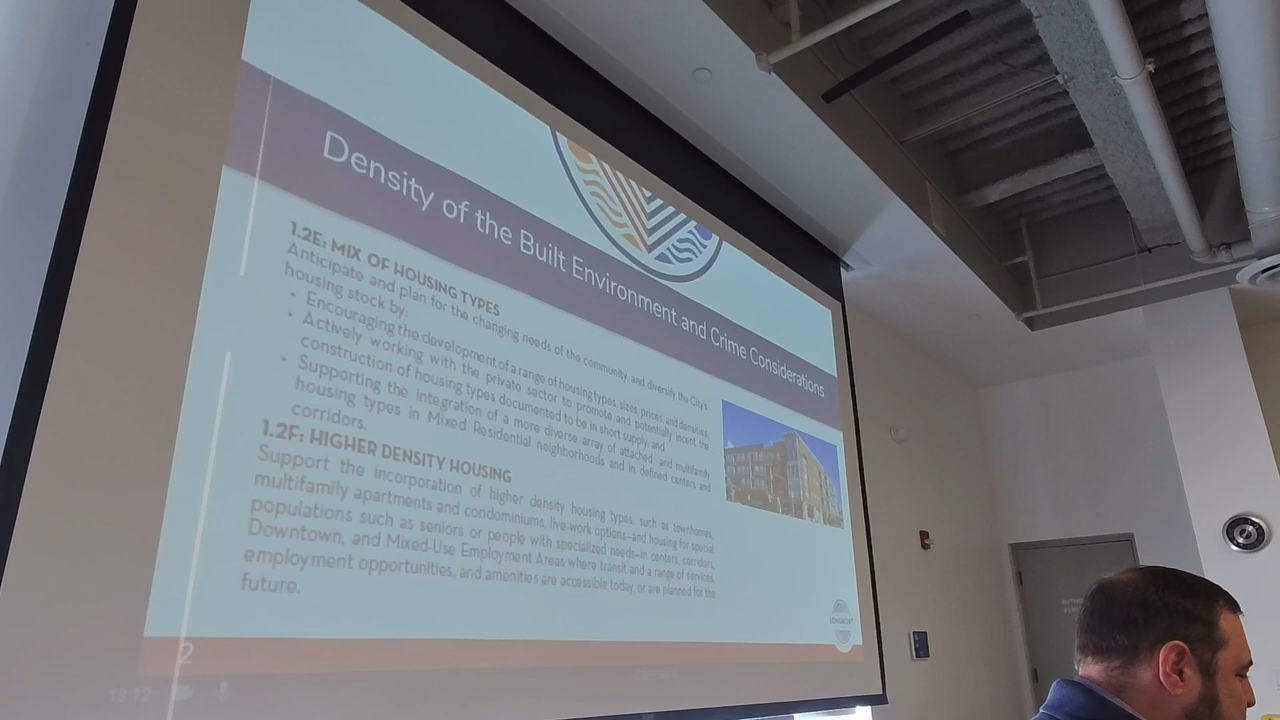 Density of the Built Environment and Crime Considerations
1.2E: MIX OF HOUSING TYPES
Anticipate and plan for the changing needs of the community and diversify the City's
housing stock by:
• Encouraging the development of a range of housing types, sizes, prices, and densities;
• Actively working with the private sector to promote and potentially incent the
construction of housing types documented to be in short supply; and
• Supporting the integration of a more diverse array of attached and multifamily
housing types in Mixed Residential neighborhoods and in defined centers and
corridors.
1.2F: HIGHER DENSITY HOUSING
Support the incorporation of higher density housing types, such as townhomes,
multifamily apartments and condominiums, live-work options—and housing for special
populations such as seniors or people with specialized needs—in centers, corridors,
Downtown, and Mixed-Use Employment Areas where transit and a range of services,
employment opportunities, and amenities are accessible today, or are planned for the
future.
LONGMONT
2
13:12